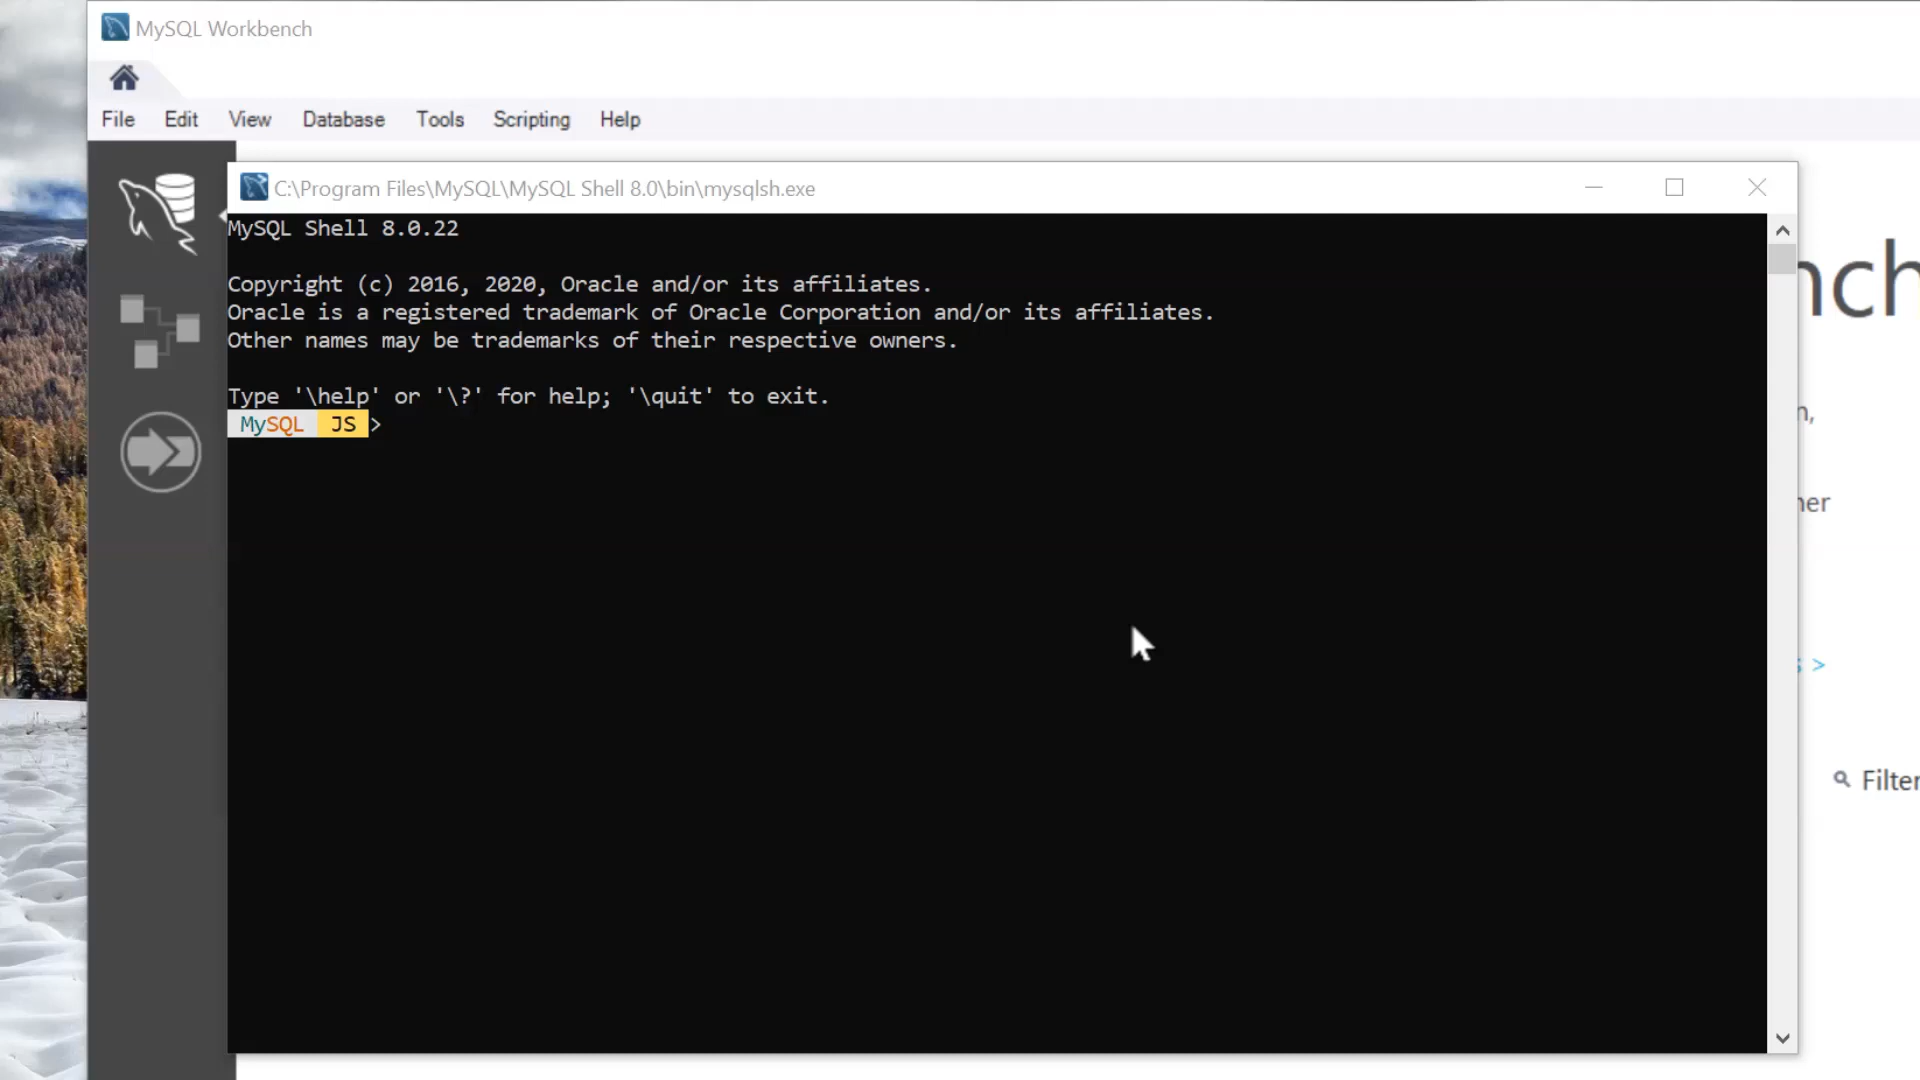 MySQL Workbench
File Edit View Database Tools Scripting Help
C:\Program Files\MySQL\MySQL Shell 8.0\bin\mysqlsh.exe
MySQL Shell 8.0.22
Copyright (c) 2016, 2020, Oracle and/or its affiliates.
Oracle is a registered trademark of Oracle Corporation and/or its affiliates.
Other names may be trademarks of their respective owners.
Type '\help' or '\?' for help; '\quit' to exit.
MySQL JS >
Filter